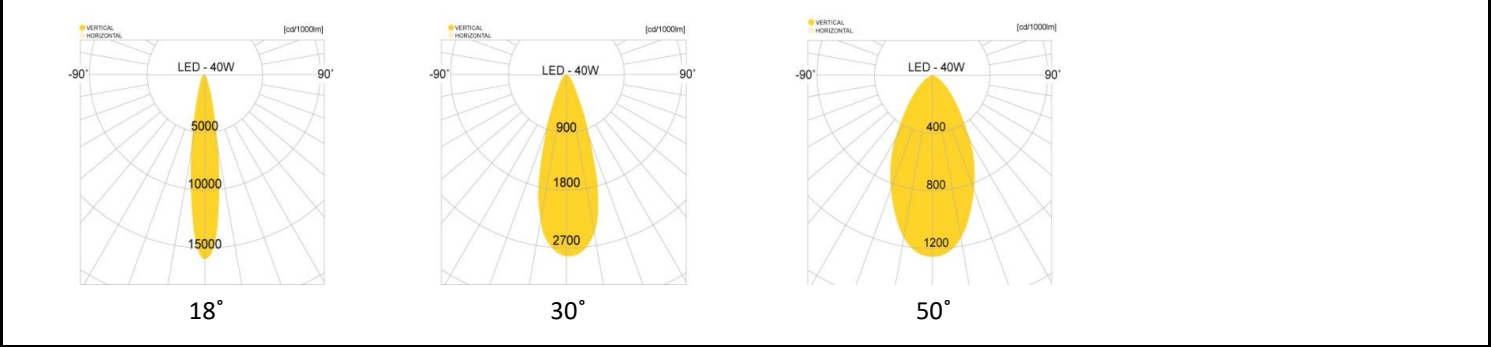 VERTICAL
HORIZONTAL
[cd/1000lm]
LED - 40W
-90˚
90˚
5000
10000
15000
18˚
VERTICAL
HORIZONTAL
[cd/1000lm]
LED - 40W
-90˚
90˚
900
1800
2700
30˚
VERTICAL
HORIZONTAL
[cd/1000lm]
LED - 40W
-90˚
90˚
400
800
1200
50˚